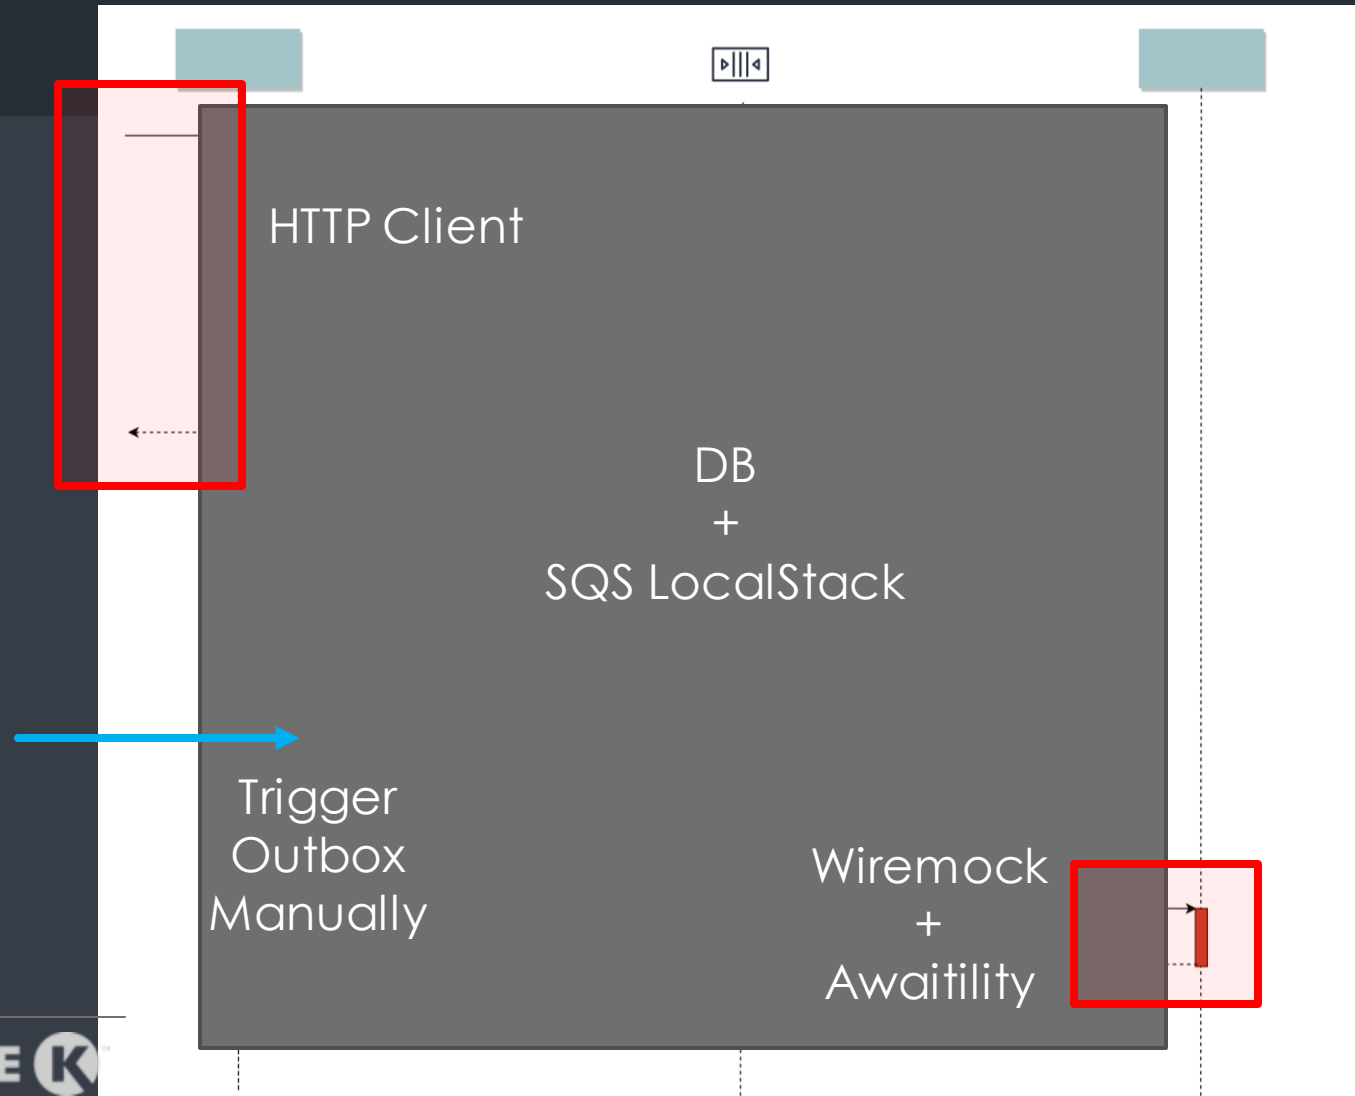 HTTP Client
DB
+
SQS LocalStack
Trigger
Outbox
Manually
Wiremock
+
Awaitility
E K